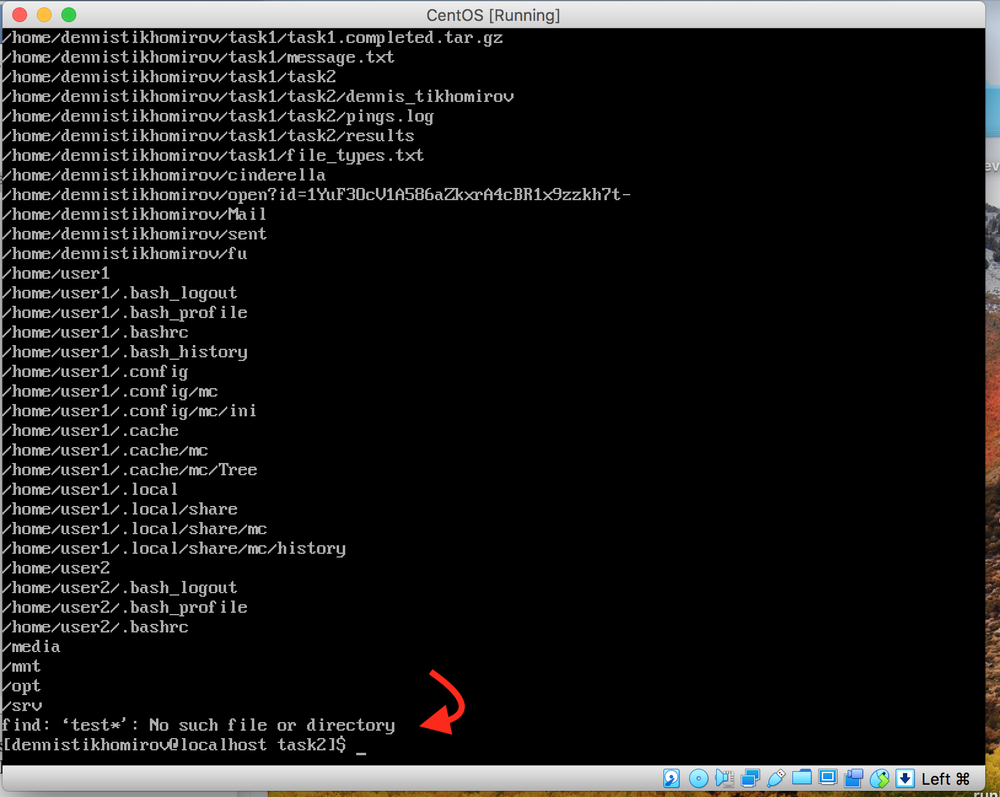 CentOS [Running]
/home/dennistikhomirov/task1/task1.completed.tar.gz
/home/dennistikhomirov/task1/message.txt
/home/dennistikhomirov/task1/task2
/home/dennistikhomirov/task1/task2/dennis_tikhomirov
/home/dennistikhomirov/task1/task2/pings.log
/home/dennistikhomirov/task1/task2/results
/home/dennistikhomirov/task1/file_types.txt
/home/dennistikhomirov/cinderella
/home/dennistikhomirov/open?id=1YuF3OcV1A586aZkxrA4cBR1x9zzkh7t-
/home/dennistikhomirov/Mail
/home/dennistikhomirov/sent
/home/dennistikhomirov/fu
/home/user1
/home/user1/.bash_logout
/home/user1/.bash_profile
/home/user1/.bashrc
/home/user1/.bash_history
/home/user1/.config
/home/user1/.config/mc
/home/user1/.config/mc/ini
/home/user1/.cache
/home/user1/.cache/mc
/home/user1/.cache/mc/Tree
/home/user1/.local
/home/user1/.local/share
/home/user1/.local/share/mc
/home/user1/.local/share/mc/history
/home/user2
/home/user2/.bash_logout
/home/user2/.bash_profile
/home/user2/.bashrc
/media
/mnt
/opt
/srv
find: ‘test*’: No such file or directory
[dennistikhomirov@localhost task2]$ _
Left ⌘